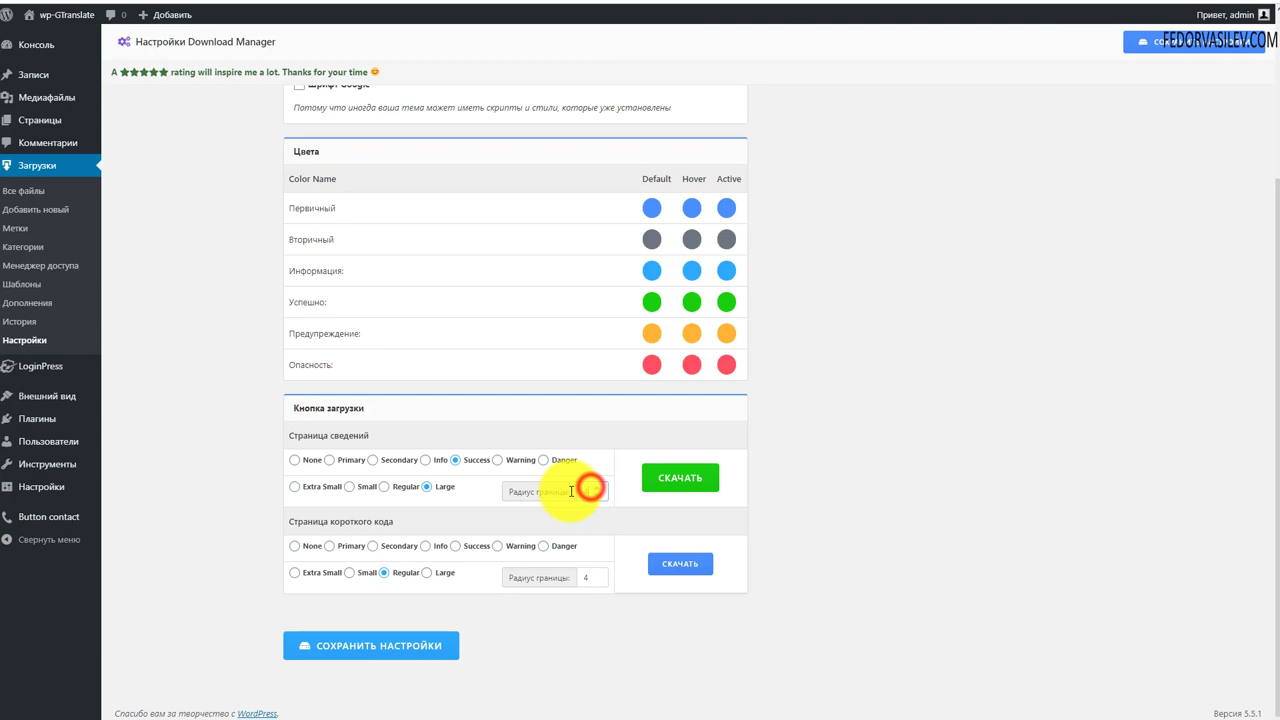 wp-GTranslate 0 Добавить Привет, admin
Консоль
Записи
Медиафайлы
Страницы
Комментарии
Загрузки
Все файлы
Добавить новый
Метки
Категории
Менеджер доступа
Шаблоны
Дополнения
История
Настройки
LoginPress
Внешний вид
Плагины
Пользователи
Инструменты
Настройки
Button contact
Свернуть меню
Настройки Download Manager
FEDORVASILEV.COM
A ★★★★★ rating will inspire me a lot. Thanks for your time 😊
Шрифт Google
Потому что иногда ваша тема может иметь скрипты и стили, которые уже установлены
Цвета
Color Name Default Hover Active
Первичный
Вторичный
Информация:
Успешно:
Предупреждение:
Опасность:
Кнопка загрузки
Страница сведений
None Primary Secondary Info Success Warning Danger
Extra Small Small Regular Large Радиус границы:
СКАЧАТЬ
Страница короткого кода
None Primary Secondary Info Success Warning Danger
Extra Small Small Regular Large Радиус границы: 4
СКАЧАТЬ
СОХРАНИТЬ НАСТРОЙКИ
Спасибо вам за творчество с WordPress.
Версия 5.5.1